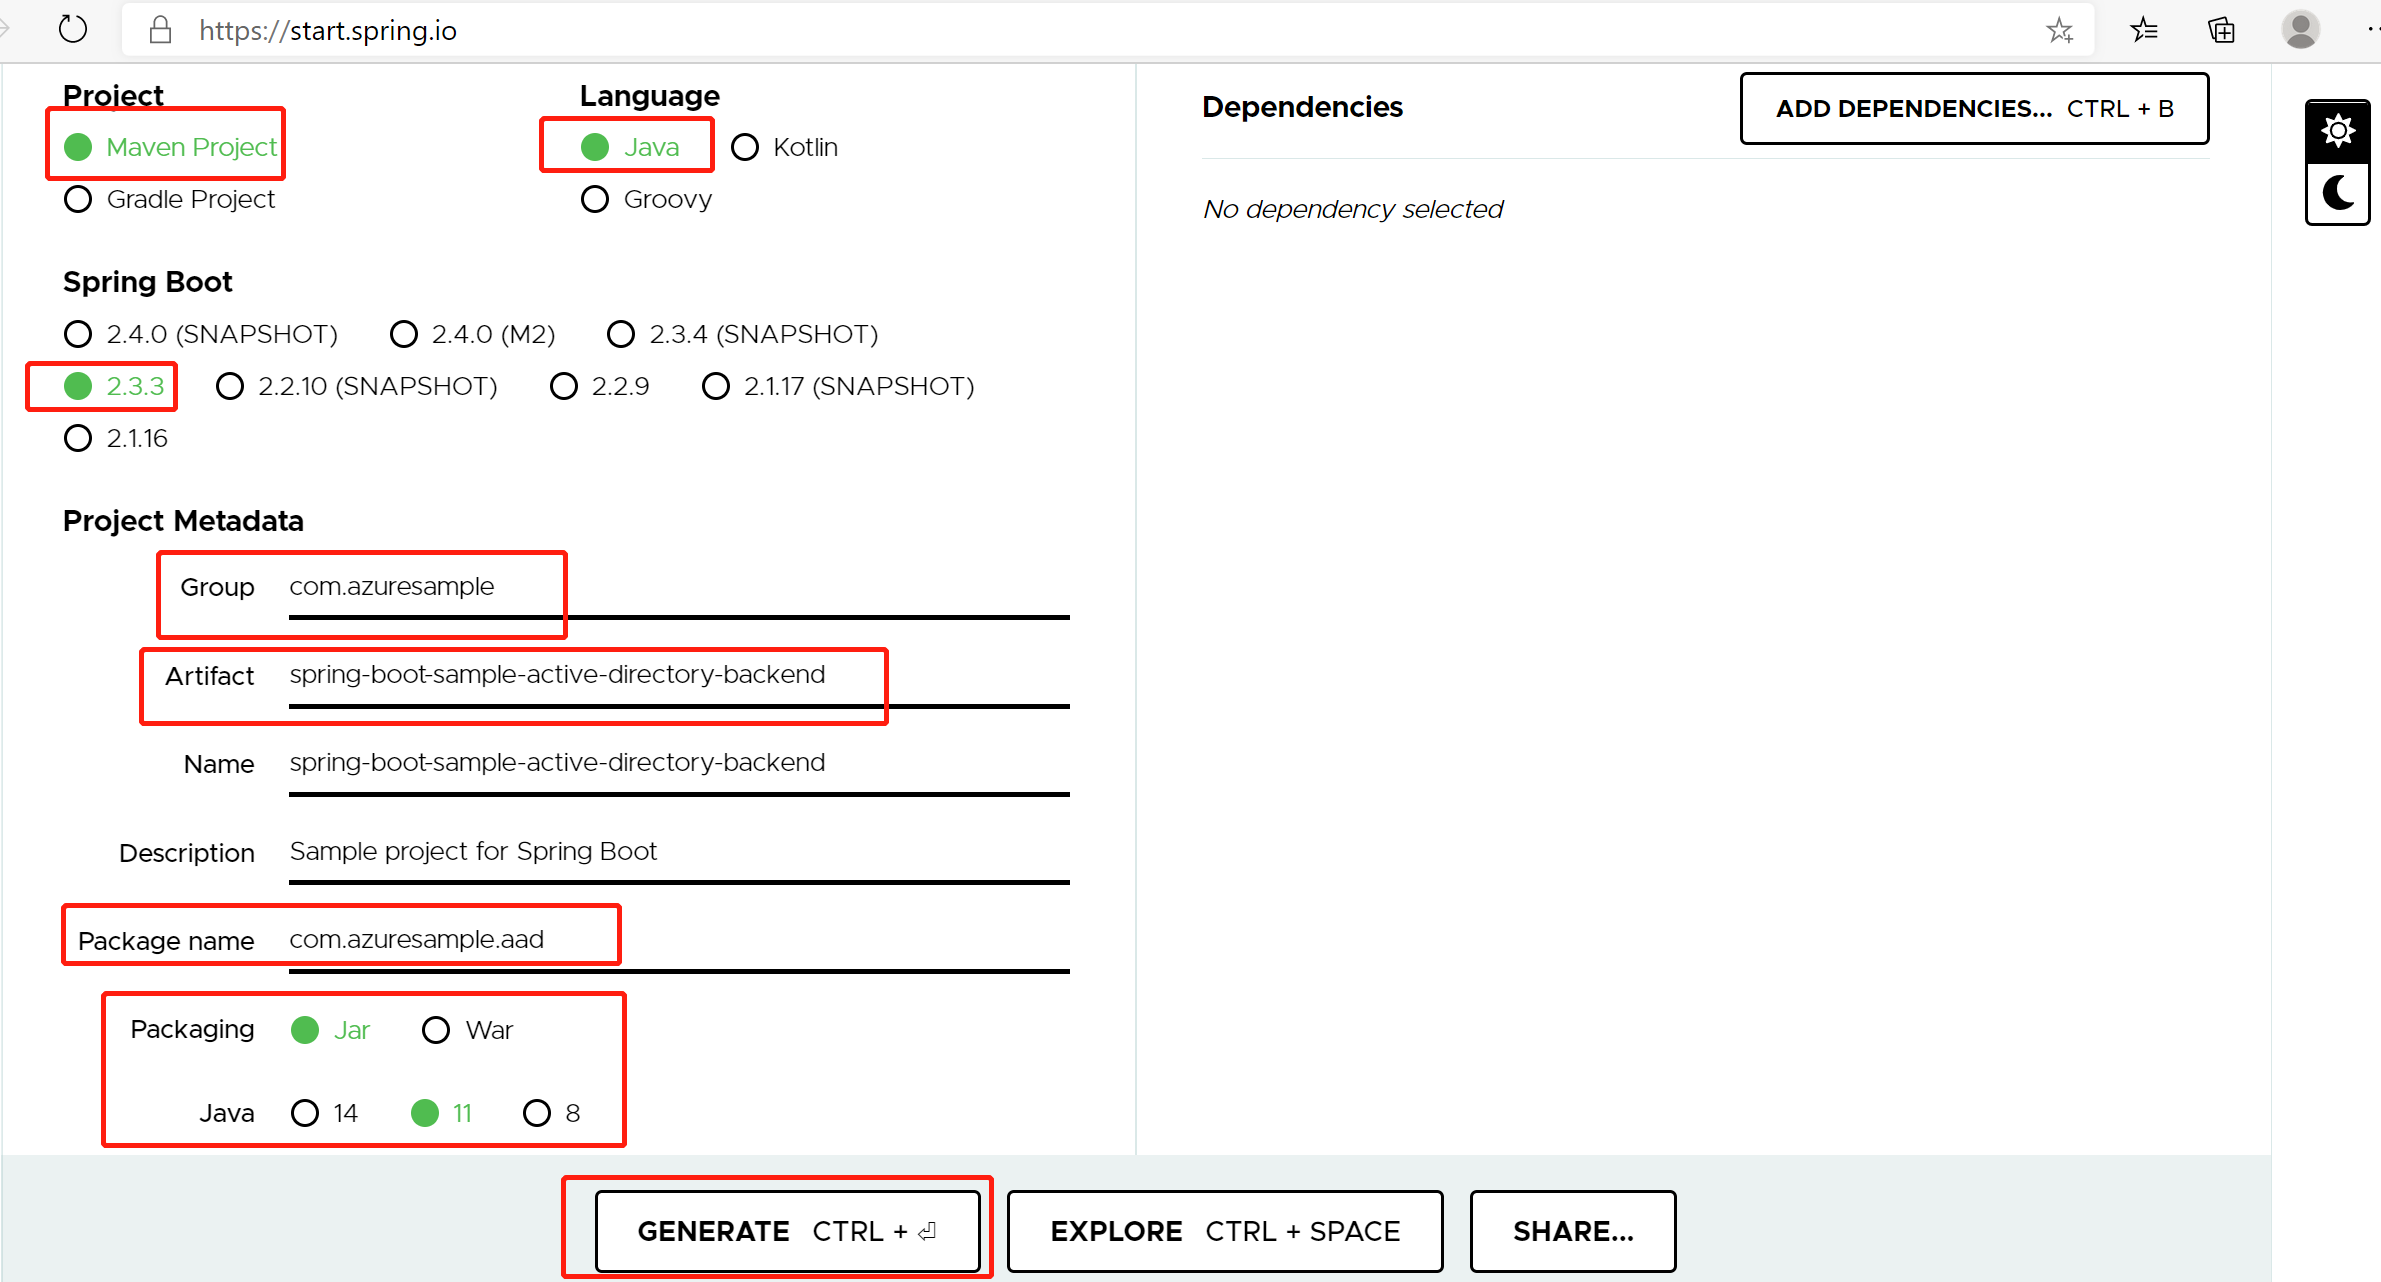 https://start.spring.io
Project
Maven Project
Gradle Project
Language
Java Kotlin
Groovy
Spring Boot
2.4.0 (SNAPSHOT) 2.4.0 (M2) 2.3.4 (SNAPSHOT)
2.3.3 2.2.10 (SNAPSHOT) 2.2.9 2.1.17 (SNAPSHOT)
2.1.16
Project Metadata
Group com.azuresample
Artifact spring-boot-sample-active-directory-backend
Name spring-boot-sample-active-directory-backend
Description Sample project for Spring Boot
Package name com.azuresample.aad
Packaging Jar War
Java 14 11 8
Dependencies
ADD DEPENDENCIES... CTRL + B
No dependency selected
GENERATE CTRL + ⏎
EXPLORE CTRL + SPACE
SHARE...